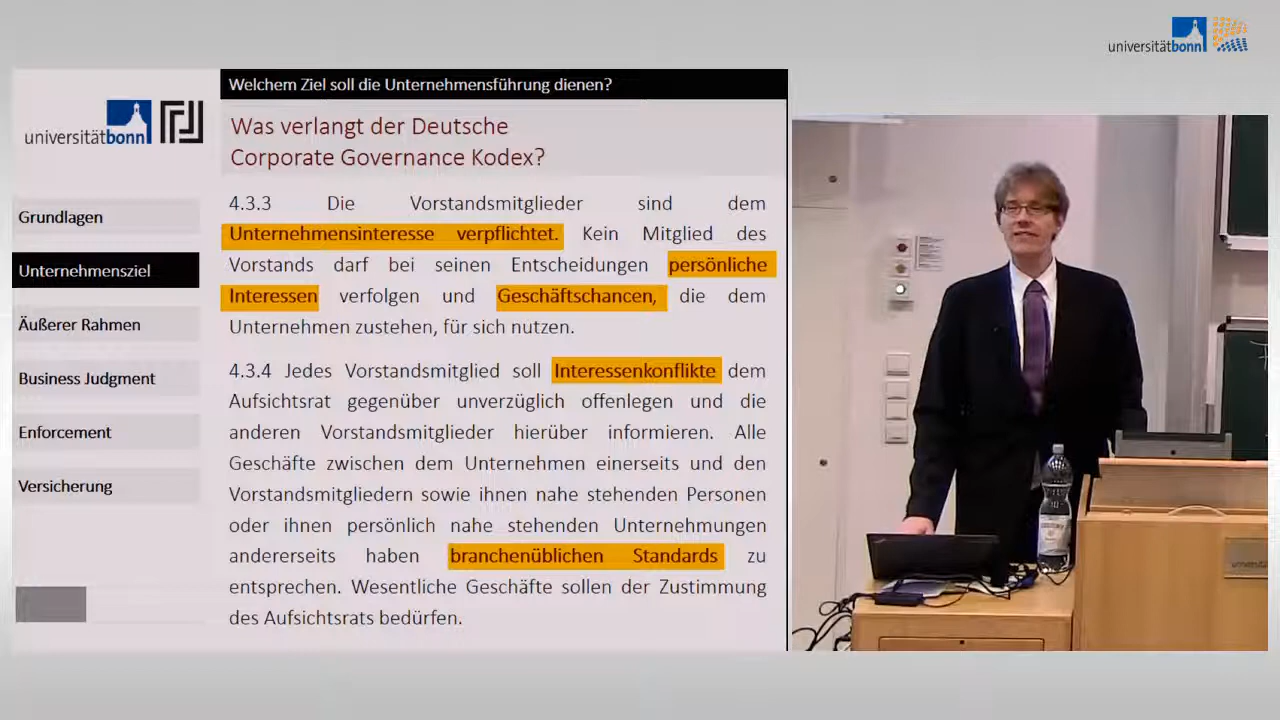 universitätbonn
Welchem Ziel soll die Unternehmensführung dienen?
universitätbonn
Was verlangt der Deutsche
Corporate Governance Kodex?
Grundlagen
Unternehmensziel
Äußerer Rahmen
Business Judgment
Enforcement
Versicherung
4.3.3 Die Vorstandsmitglieder sind dem
Unternehmensinteresse verpflichtet. Kein Mitglied des
Vorstands darf bei seinen Entscheidungen persönliche
Interessen verfolgen und Geschäftschancen, die dem
Unternehmen zustehen, für sich nutzen.
4.3.4 Jedes Vorstandsmitglied soll Interessenkonflikte dem
Aufsichtsrat gegenüber unverzüglich offenlegen und die
anderen Vorstandsmitglieder hierüber informieren. Alle
Geschäfte zwischen dem Unternehmen einerseits und den
Vorstandsmitgliedern sowie ihnen nahe stehenden Personen
oder ihnen persönlich nahe stehenden Unternehmungen
andererseits haben branchenüblichen Standards zu
entsprechen. Wesentliche Geschäfte sollen der Zustimmung
des Aufsichtsrats bedürfen.